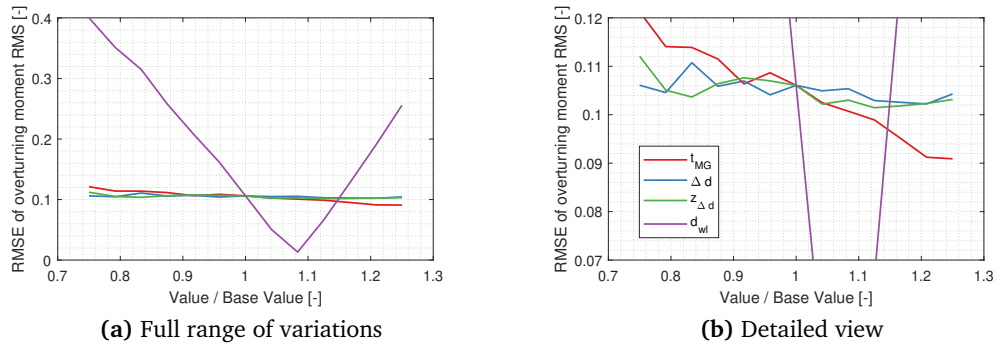 RMSE of overturning moment RMS [-]
0.4
0.3
0.2
0.1
0
0.7
0.8
0.9
1
1.1
1.2
1.3
Value / Base Value [-]
(a) Full range of variations
RMSE of overturning moment RMS [-]
0.12
0.11
0.1
0.09
0.08
0.07
t_MG
Δ d
z_Δ d
d_wl
0.7
0.8
0.9
1
1.1
1.2
1.3
Value / Base Value [-]
(b) Detailed view